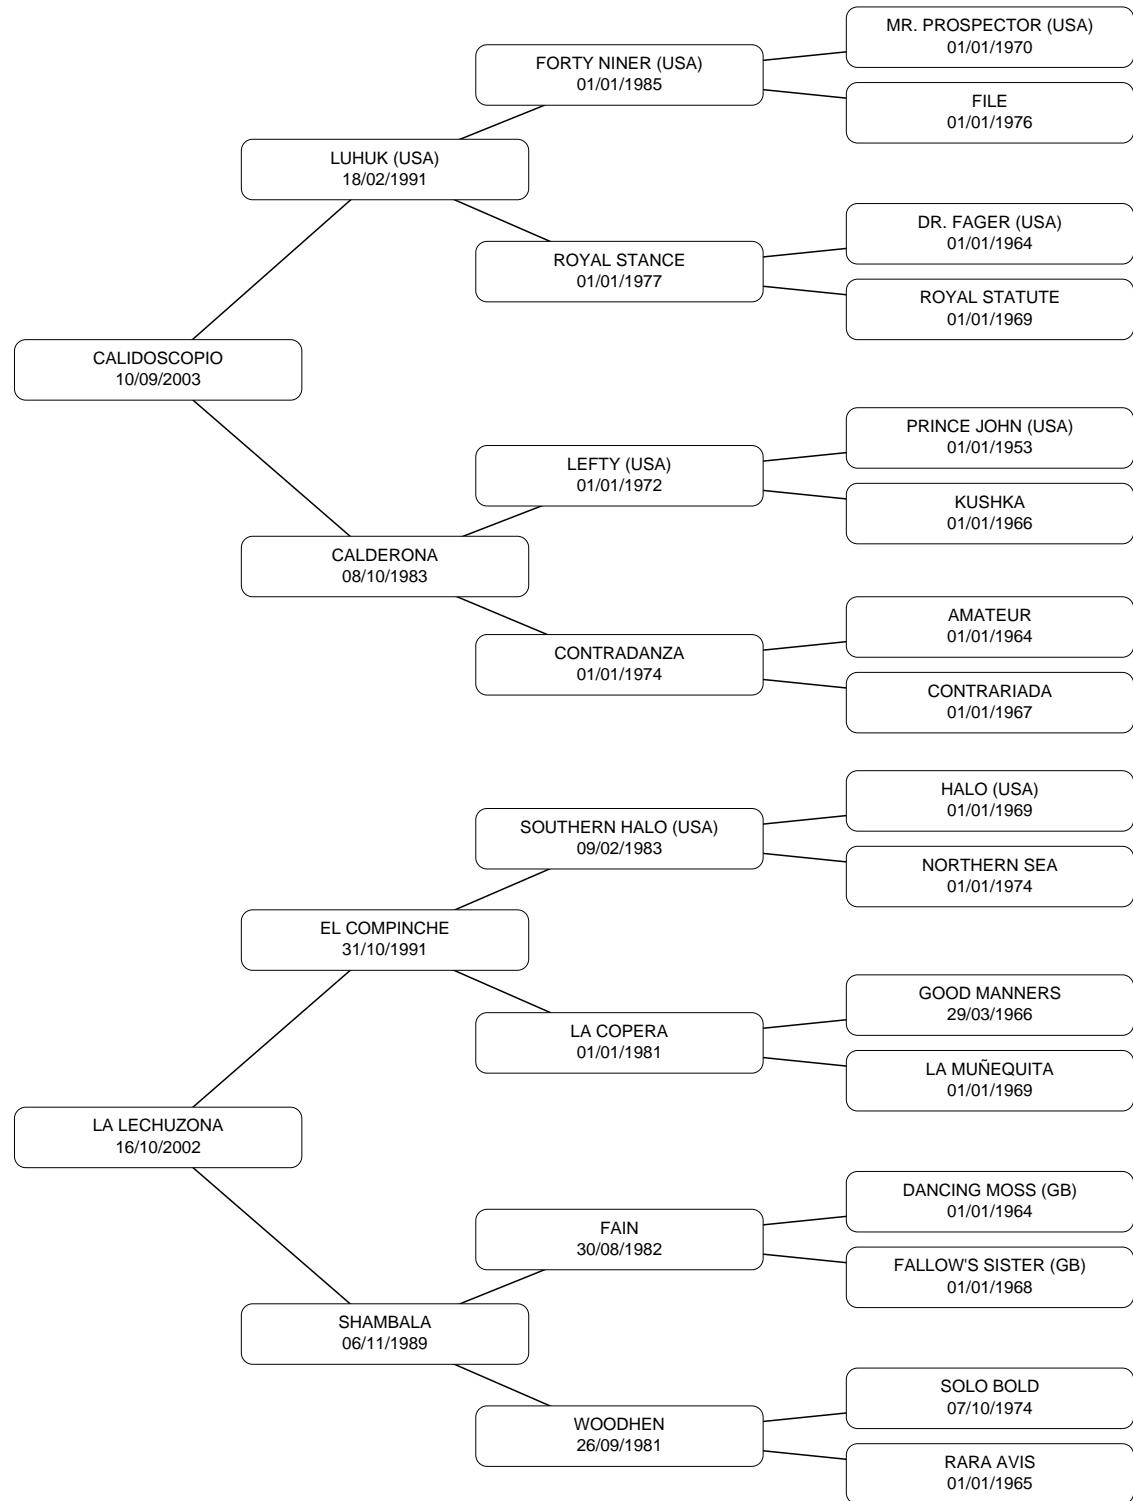 MR. PROSPECTOR (USA)
01/01/1970
FORTY NINER (USA)
01/01/1985
FILE
01/01/1976
LUHUK (USA)
18/02/1991
DR. FAGER (USA)
01/01/1964
ROYAL STANCE
01/01/1977
ROYAL STATUTE
01/01/1969
CALIDOSCOPIO
10/09/2003
PRINCE JOHN (USA)
01/01/1953
LEFTY (USA)
01/01/1972
KUSHKA
01/01/1966
CALDERONA
08/10/1983
AMATEUR
01/01/1964
CONTRADANZA
01/01/1974
CONTRARIADA
01/01/1967
HALO (USA)
01/01/1969
SOUTHERN HALO (USA)
09/02/1983
NORTHERN SEA
01/01/1974
EL COMPINCHE
31/10/1991
GOOD MANNERS
29/03/1966
LA COPERA
01/01/1981
LA MUÑEQUITA
01/01/1969
LA LECHUZONA
16/10/2002
DANCING MOSS (GB)
01/01/1964
FAIN
30/08/1982
FALLOW'S SISTER (GB)
01/01/1968
SHAMBALA
06/11/1989
SOLO BOLD
07/10/1974
WOODHEN
26/09/1981
RARA AVIS
01/01/1965